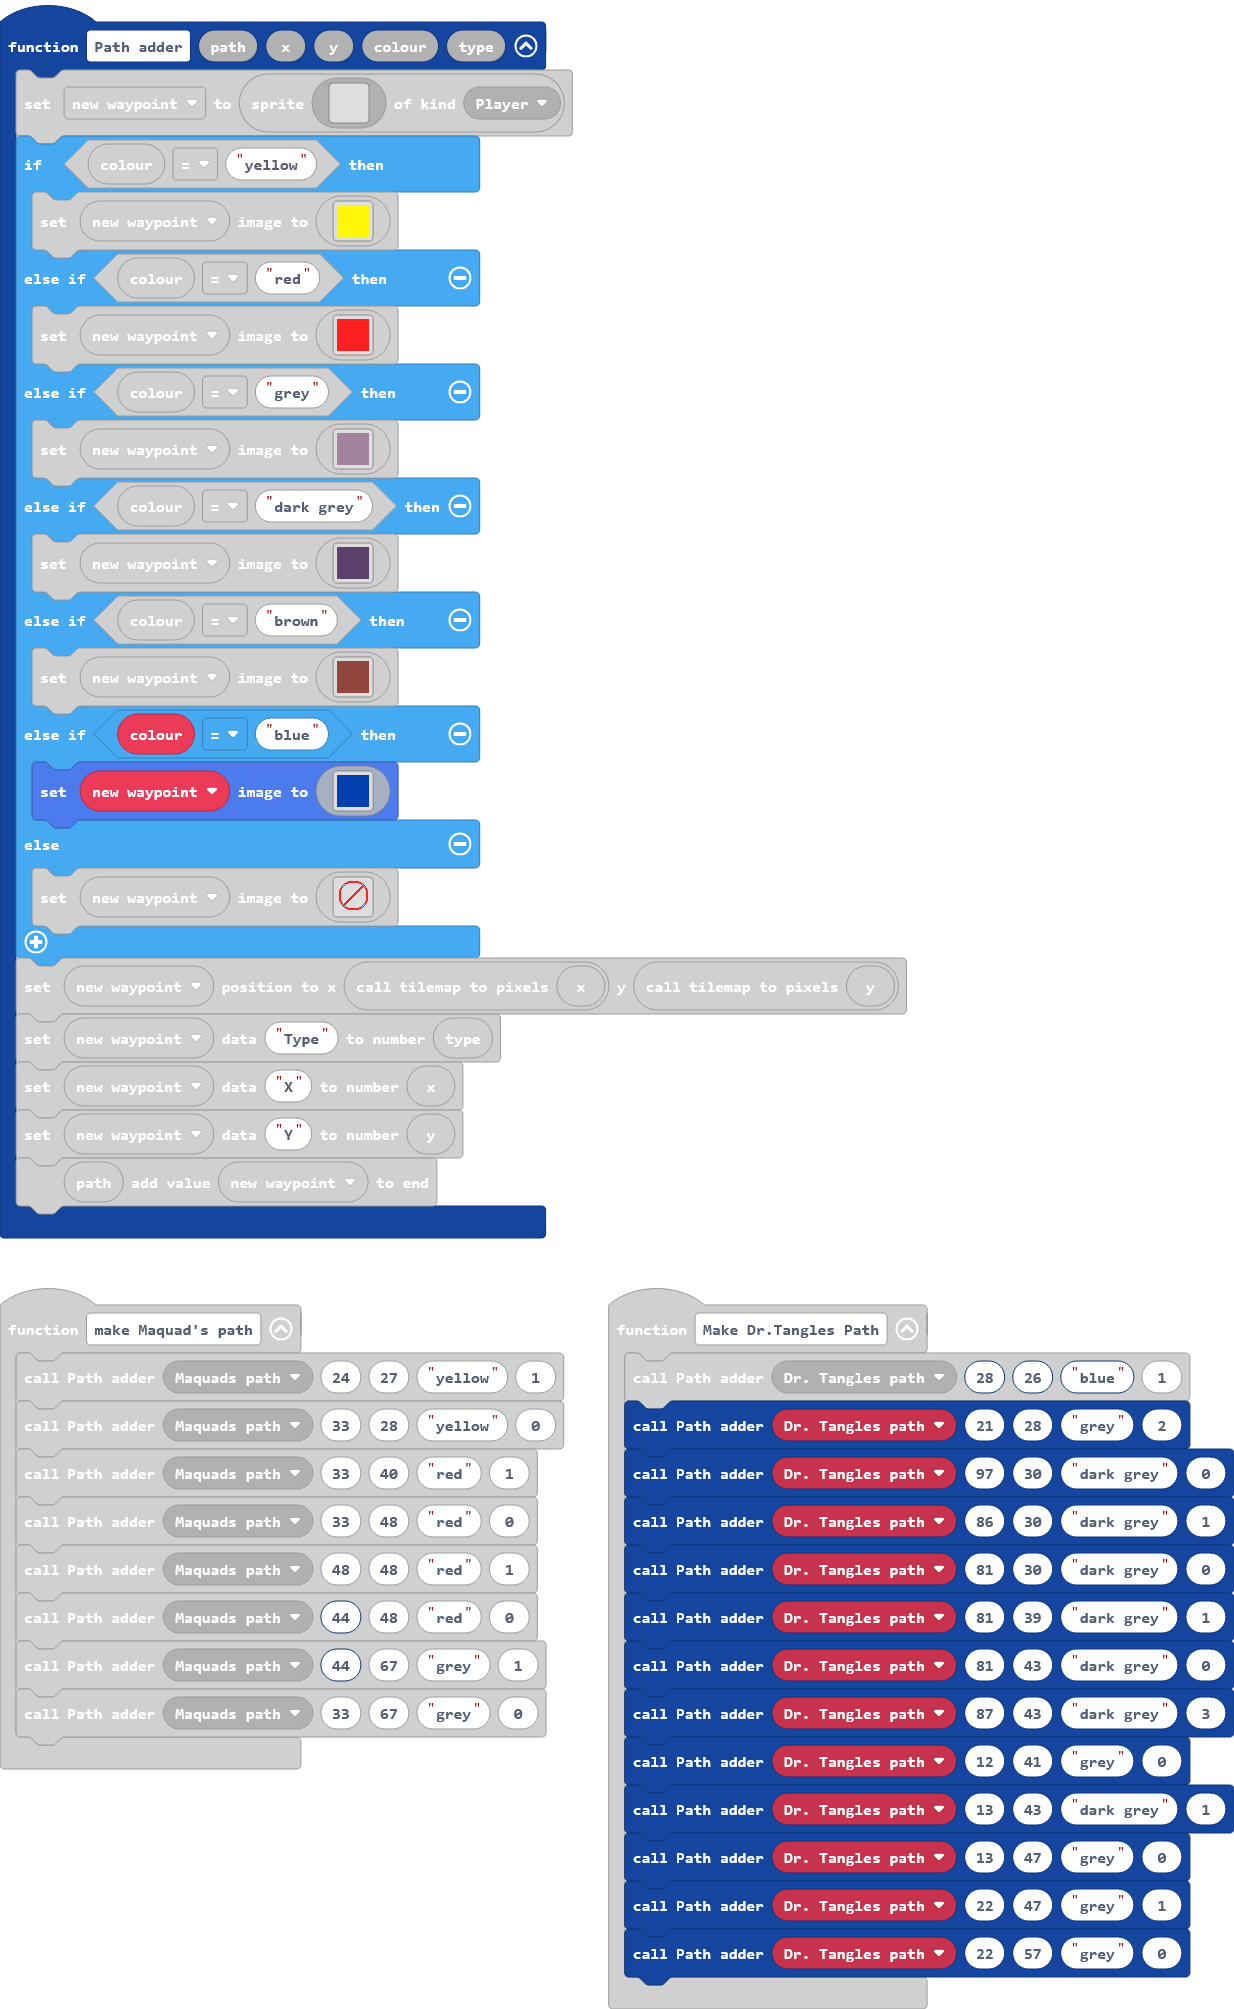 function Path adder path x y colour type
set new waypoint to sprite of kind Player
if colour = "yellow" then
set new waypoint image to
else if colour = "red" then
set new waypoint image to
else if colour = "grey" then
set new waypoint image to
else if colour = "dark grey" then
set new waypoint image to
else if colour = "brown" then
set new waypoint image to
else if colour = "blue" then
set new waypoint image to
else
set new waypoint image to
set new waypoint position to x call tilemap to pixels x y call tilemap to pixels y
set new waypoint data "Type" to number type
set new waypoint data "X" to number x
set new waypoint data "Y" to number y
path add value new waypoint to end
function make Maquad's path
call Path adder Maquads path 24 27 "yellow" 1
call Path adder Maquads path 33 28 "yellow" 0
call Path adder Maquads path 33 40 "red" 1
call Path adder Maquads path 33 48 "red" 0
call Path adder Maquads path 48 48 "red" 1
call Path adder Maquads path 44 48 "red" 0
call Path adder Maquads path 44 67 "grey" 1
call Path adder Maquads path 33 67 "grey" 0
function Make Dr.Tangles Path
call Path adder Dr. Tangles path 28 26 "blue" 1
call Path adder Dr. Tangles path 21 28 "grey" 2
call Path adder Dr. Tangles path 97 30 "dark grey" 0
call Path adder Dr. Tangles path 86 30 "dark grey" 1
call Path adder Dr. Tangles path 81 30 "dark grey" 0
call Path adder Dr. Tangles path 81 39 "dark grey" 1
call Path adder Dr. Tangles path 81 43 "dark grey" 0
call Path adder Dr. Tangles path 87 43 "dark grey" 3
call Path adder Dr. Tangles path 12 41 "grey" 0
call Path adder Dr. Tangles path 13 43 "dark grey" 1
call Path adder Dr. Tangles path 13 47 "grey" 0
call Path adder Dr. Tangles path 22 47 "grey" 1
call Path adder Dr. Tangles path 22 57 "grey" 0